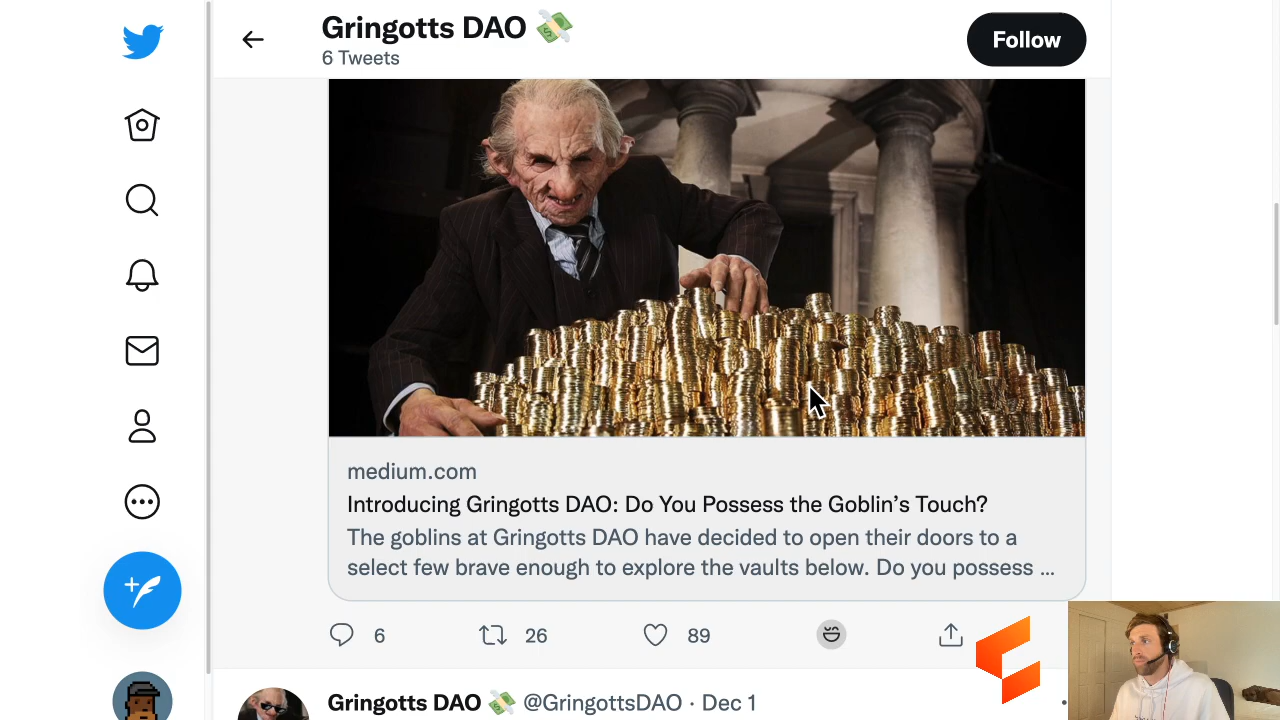 Gringotts DAO 💸
6 Tweets
Follow
medium.com
Introducing Gringotts DAO: Do You Possess the Goblin's Touch?
The goblins at Gringotts DAO have decided to open their doors to a
select few brave enough to explore the vaults below. Do you possess ...
6 26 89
Gringotts DAO 💸 @GringottsDAO · Dec 1